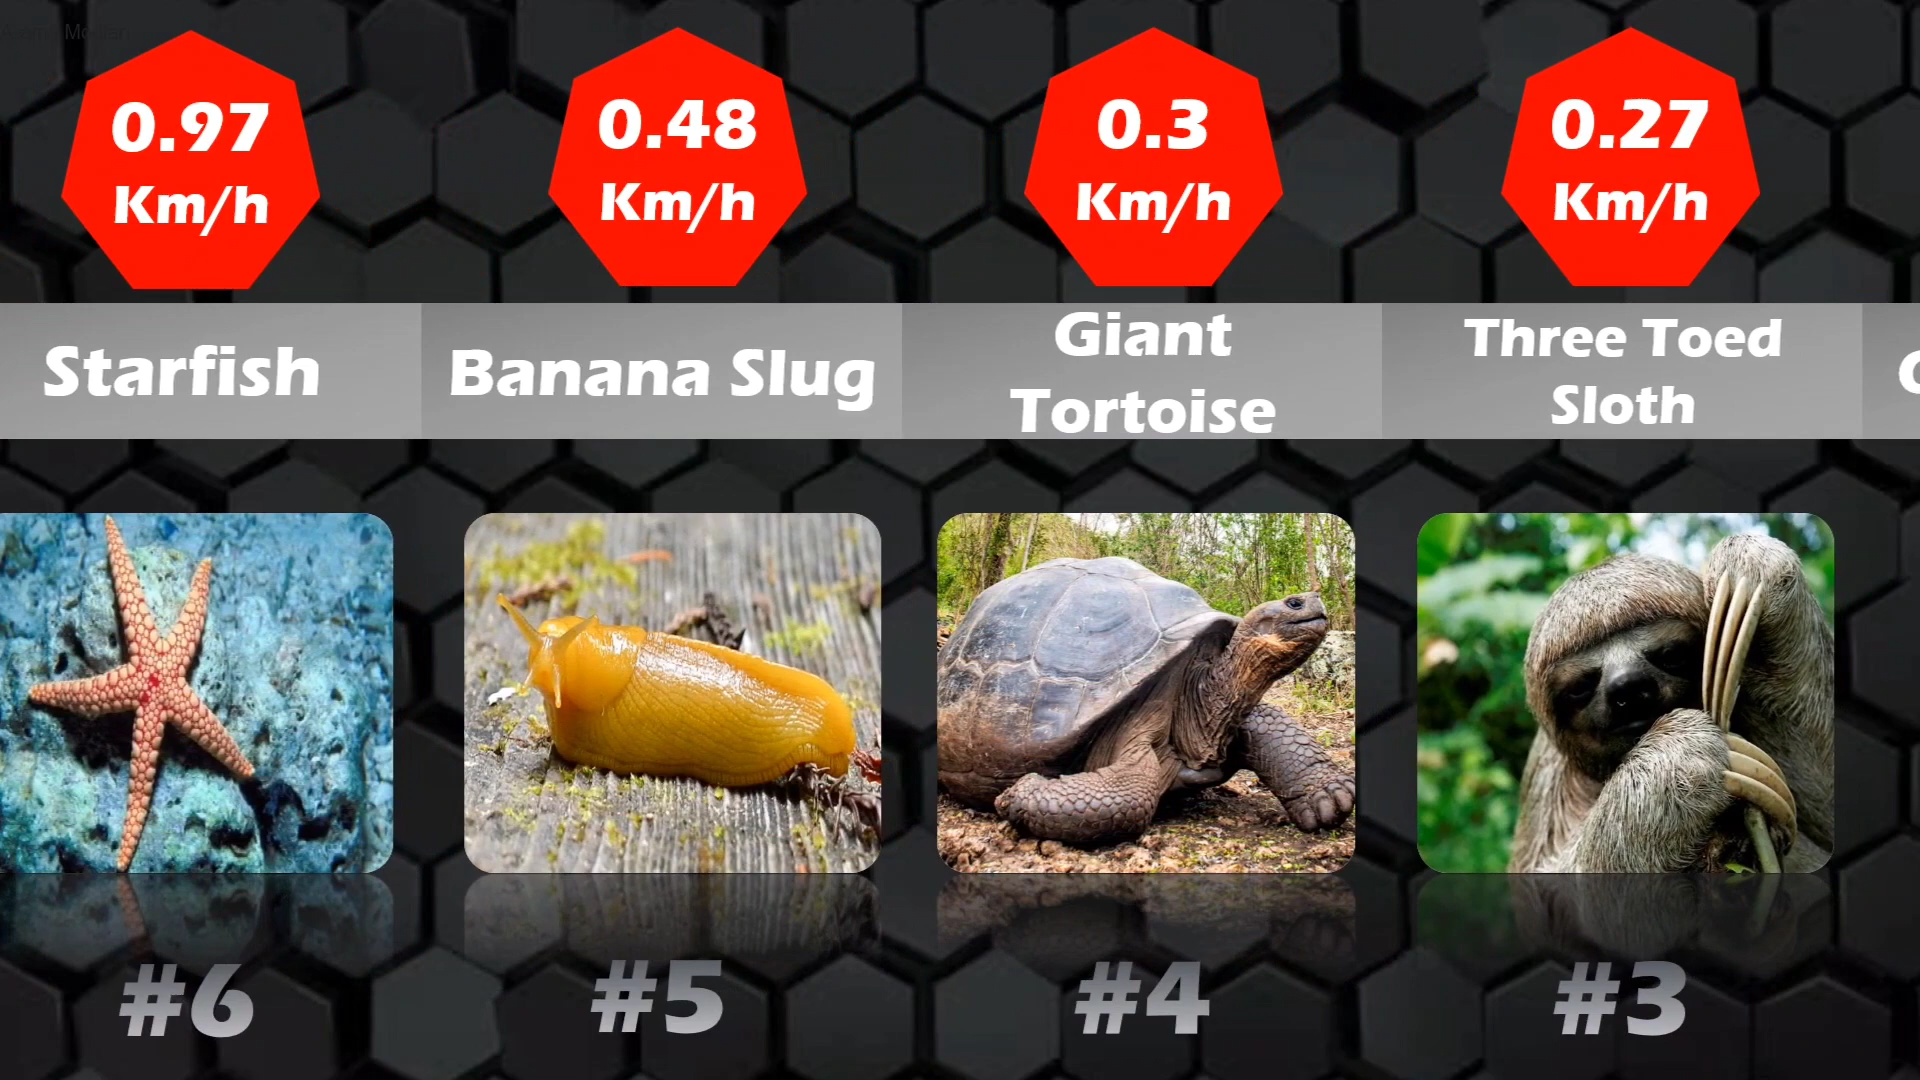 0.97
Km/h
0.48
Km/h
0.3
Km/h
0.27
Km/h
Starfish
Banana Slug
Giant
Tortoise
Three Toed
Sloth
#6
#5
#4
#3